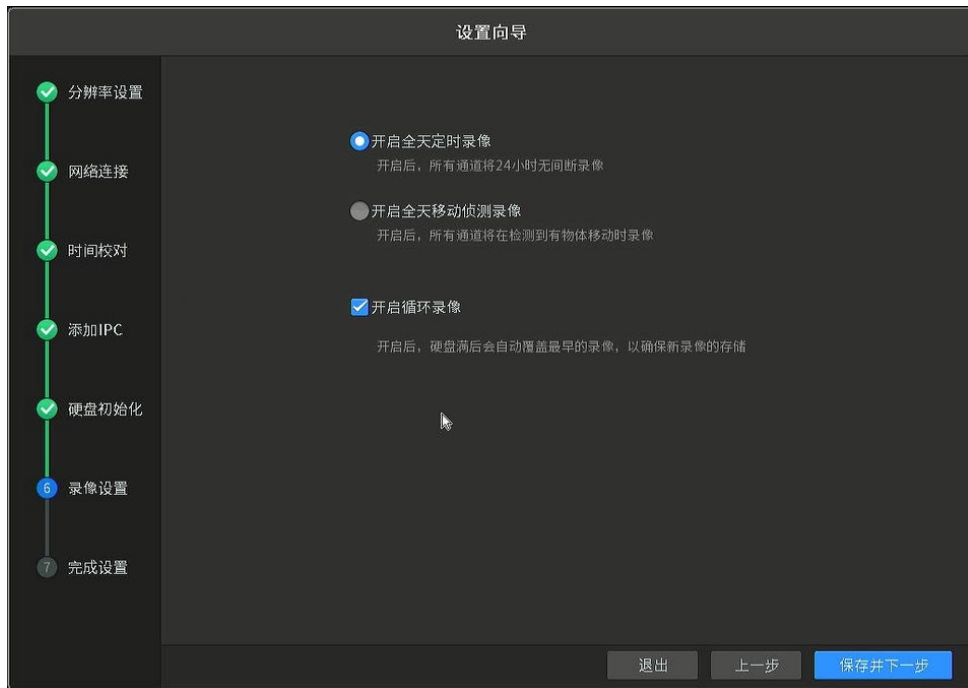 设置向导
分辨率设置
网络连接
时间校对
添加IPC
硬盘初始化
6 录像设置
7 完成设置
开启全天定时录像
开启后，所有通道将24小时无间断录像
开启全天移动侦测录像
开启后，所有通道将在检测到有物体移动时录像
开启循环录像
开启后，硬盘满后会自动覆盖最早的录像，以确保新录像的存储
退出
上一步
保存并下一步